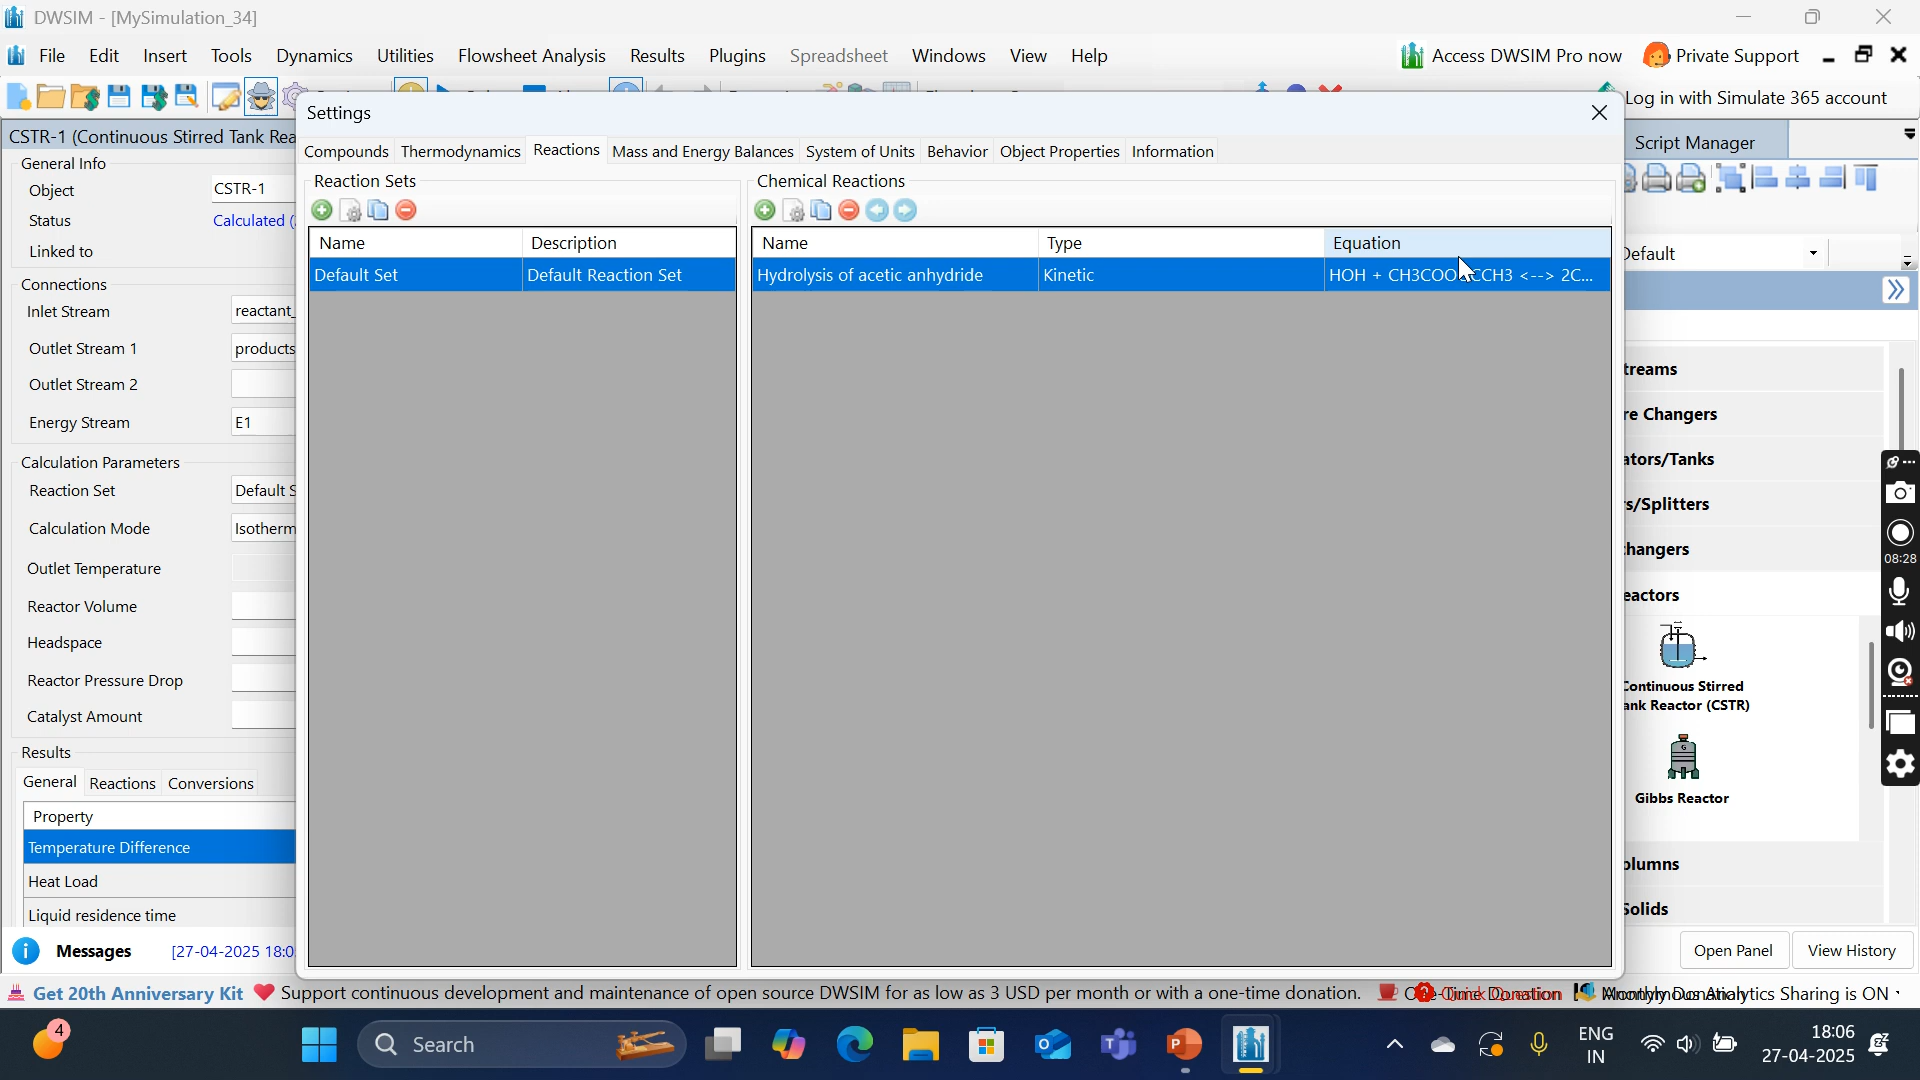 DWSIM - [MySimulation_34]
File Edit Insert Tools Dynamics Utilities Flowsheet Analysis Results Plugins Spreadsheet Windows View Help Access DWSIM Pro now Private Support
Log in with Simulate 365 account
Settings
CSTR-1 (Continuous Stirred Tank Rea
Script Manager
Compounds Thermodynamics Reactions Mass and Energy Balances System of Units Behavior Object Properties Information
General Info
Reaction Sets Chemical Reactions
Object CSTR-1
Status Calculated (
Name Description Name Type Equation
Linked to
Default
Default Set Default Reaction Set Hydrolysis of acetic anhydride Kinetic HOH + CH3COO CCH3 <--> 2C...
Connections
Inlet Stream reactant_
Outlet Stream 1 products
treams
Outlet Stream 2
re Changers
Energy Stream E1
ators/Tanks
Calculation Parameters
Reaction Set Default S
rs/Splitters
Calculation Mode Isotherm
changers
08:28
Outlet Temperature
eactors
Reactor Volume
Headspace
Reactor Pressure Drop
Continuous Stirred
ank Reactor (CSTR)
Catalyst Amount
Results
General Reactions Conversions
Gibbs Reactor
Property
Temperature Difference
olumns
Heat Load
Solids
Liquid residence time
Messages [27-04-2025 18:0
Open Panel View History
Get 20th Anniversary Kit Support continuous development and maintenance of open source DWSIM for as low as 3 USD per month or with a one-time donation. Quick Question Analytics Sharing is ON
4
Search
ENG
IN
18:06
27-04-2025